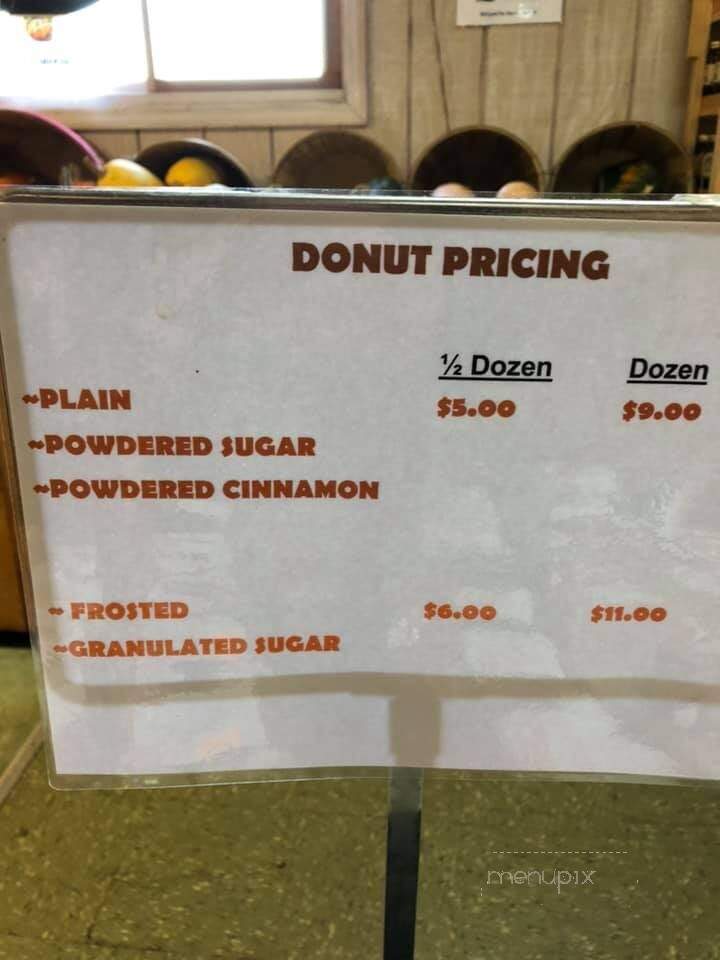 DONUT PRICING
½ Dozen Dozen
~PLAIN $5.00 $9.00
~POWDERED SUGAR
~POWDERED CINNAMON
~ FROSTED $6.00 $11.00
~GRANULATED SUGAR
menupix